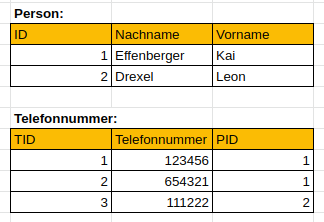 Person:
ID Nachname Vorname
1 Effenberger Kai
2 Drexel Leon
Telefonnummer:
TID Telefonnummer PID
1 123456 1
2 654321 1
3 111222 2